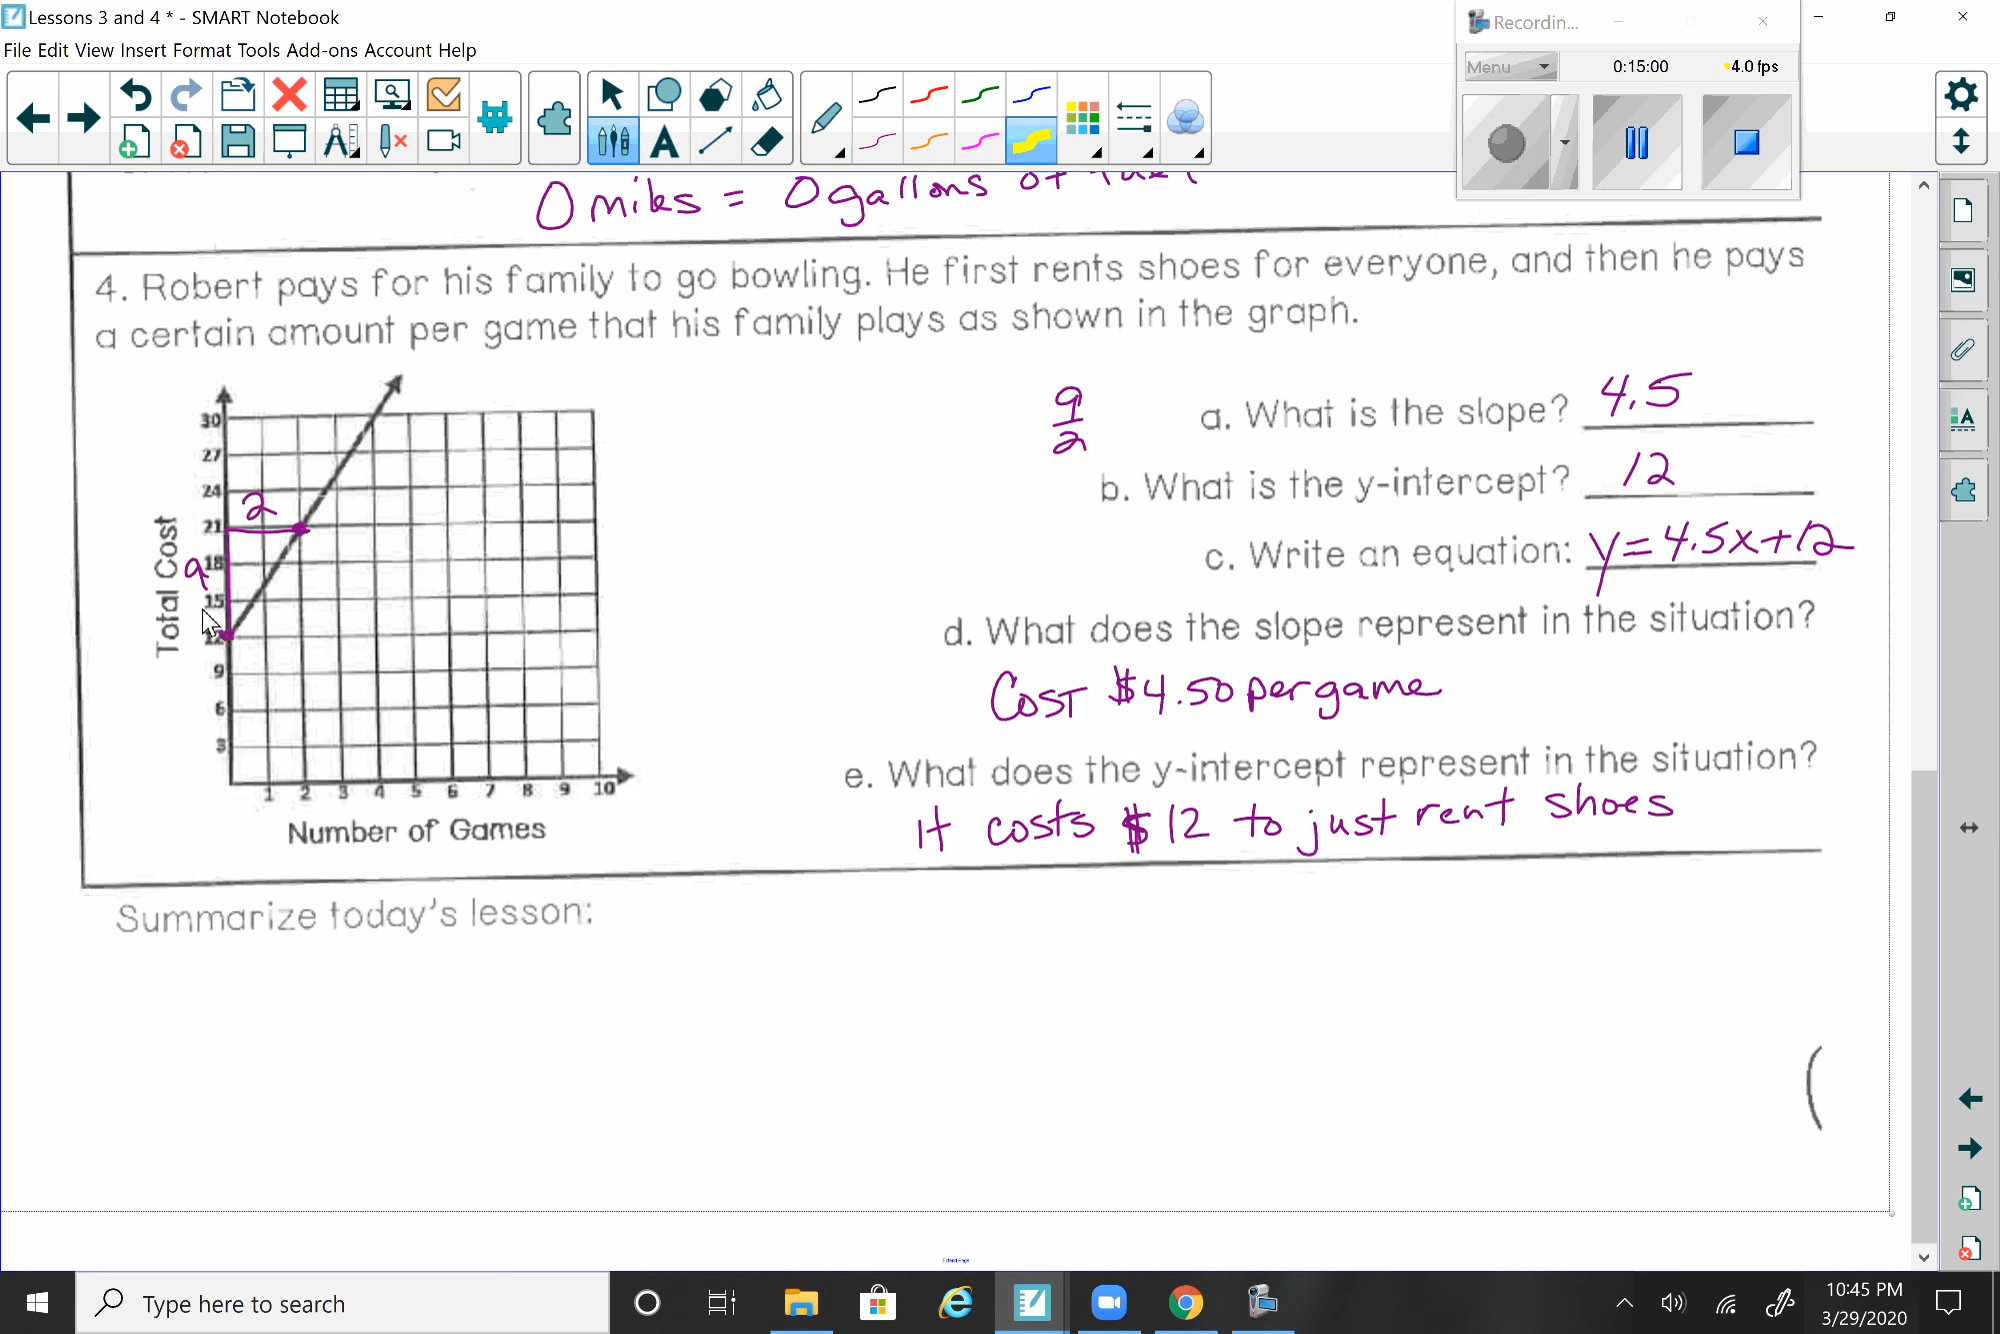 Lessons 3 and 4 * - SMART Notebook
Recordin...
File Edit View Insert Format Tools Add-ons Account Help
Menu
0:15:00
4.0 fps
A
A
0 miles = 0 gallons of fuel
4. Robert pays for his family to go bowling. He first rents shoes for everyone, and then he pays
a certain amount per game that his family plays as shown in the graph.
30
27
24
21
18
15
12
9
6
3
1 2 3 4 5 6 7 8 9 10
Total Cost
Number of Games
2
9
9
2
a. What is the slope? 4.5
b. What is the y-intercept? 12
c. Write an equation: y=4.5x+12
d. What does the slope represent in the situation?
Cost $4.50 per game
e. What does the y-intercept represent in the situation?
It costs $12 to just rent shoes
Summarize today's lesson:
(
Extend Page
Type here to search
10:45 PM
3/29/2020